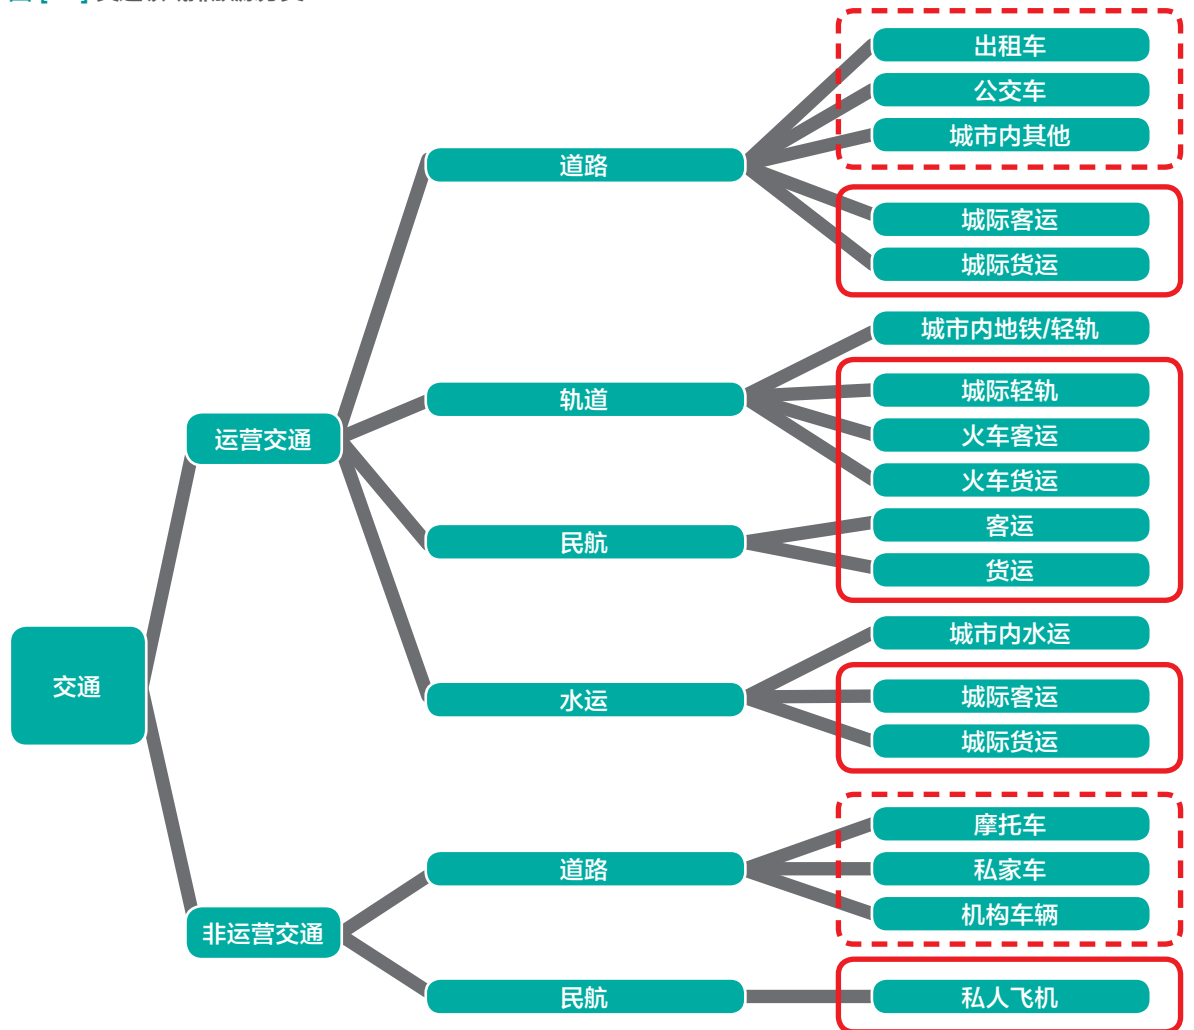 出租车
公交车
城市内其他
道路
城际客运
城际货运
城市内地铁/轻轨
城际轻轨
轨道
火车客运
运营交通
火车货运
客运
民航
货运
城市内水运
交通
城际客运
水运
城际货运
摩托车
道路
私家车
机构车辆
非运营交通
民航
私人飞机